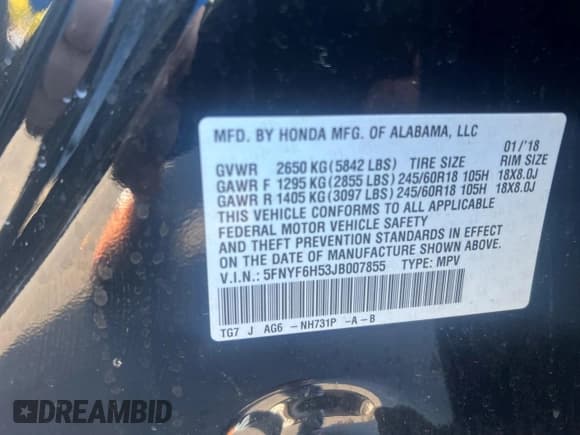 MFD. BY HONDA MFG. OF ALABAMA, LLC
01/'18
GVWR 2650 KG (5842 LBS) TIRE SIZE RIM SIZE
GAWR F 1295 KG (2855 LBS) 245/60R18 105H 18X8.0J
GAWR R 1405 KG (3097 LBS) 245/60R18 105H 18X8.0J
THIS VEHICLE CONFORMS TO ALL APPLICABLE
FEDERAL MOTOR VEHICLE SAFETY
AND THEFT PREVENTION STANDARDS IN EFFECT
ON THE DATE OF MANUFACTURE SHOWN ABOVE.
V.I.N.: 5FNYF6H53JB007855 TYPE: MPV
TG7 J AG6 -NH731P -A-B
DREAMBID